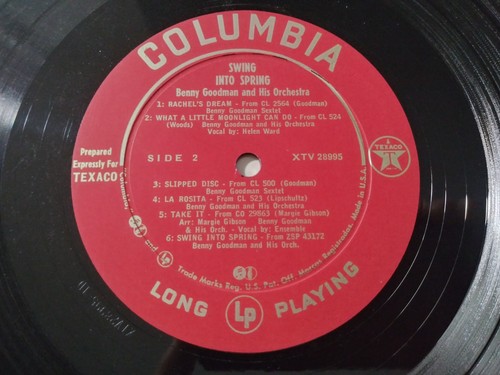 COLUMBIA
SWING
INTO SPRING
Benny Goodman and His Orchestra
1: RACHEL'S DREAM - From CL 2564 (Goodman)
Benny Goodman Sextet
2: WHAT A LITTLE MOONLIGHT CAN DO - From CL 524
(Woods) Benny Goodman and His Orchestra
Vocal by: Helen Ward
Prepared
Expressly For
TEXACO
SIDE 2
XTV 28995
TEXACO
3: SLIPPED DISC - From CL 500 (Goodman)
Benny Goodman Sextet
4: LA ROSITA - From CL 523 (Lipschultz)
Benny Goodman and His Orchestra
5: TAKE IT - From CO 29863 (Margie Gibson)
Arr: Margie Gibson Benny Goodman
& His Orch. - Vocal by: Ensemble
6: SWING INTO SPRING - From ZSP 43172
Benny Goodman and His Orch.
"Columbia", and LP Trade Marks Reg. U.S. Pat. Off. Marcas Registradas. Made in U.S.A.
LONG LP PLAYING